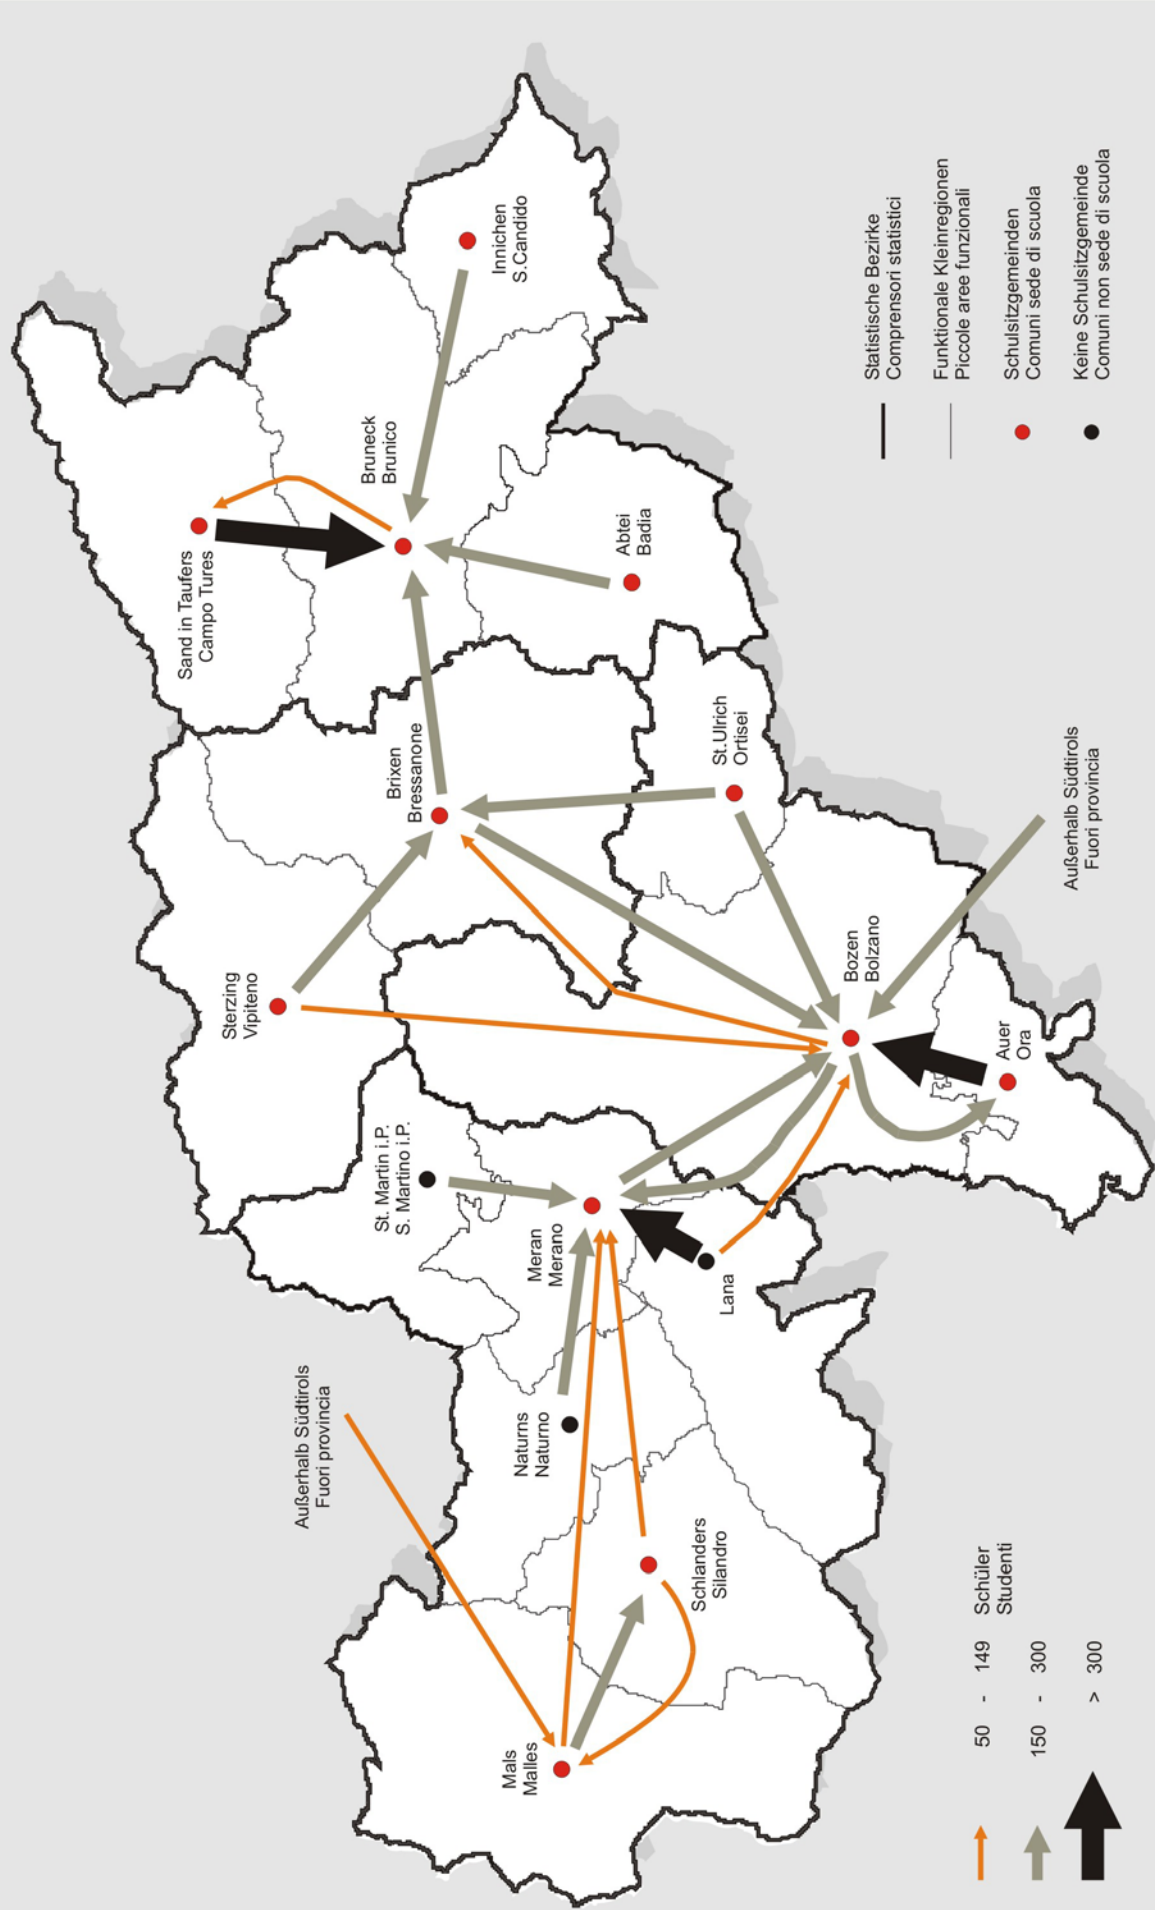 Sand in Taufers
Campo Tures
Bruneck
Brunico
Innichen
S.Candido
Abtei
Badia
Sterzing
Vipiteno
Brixen
Bressanone
St.Ulrich
Ortisei
St. Martin i.P.
S. Martino i.P.
Meran
Merano
Außerhalb Südtirols
Fuori provincia
Naturns
Naturno
Lana
Bozen
Bolzano
Auer
Ora
Außerhalb Südtirols
Fuori provincia
Mals
Malles
Schlanders
Silandro
50 - 149 Schüler
Studenti
150 - 300
> 300
Statistische Bezirke
Comprensori statistici
Funktionale Kleinregionen
Piccole aree funzionali
Schulsitzgemeinden
Comuni sede di scuola
Keine Schulsitzgemeinde
Comuni non sede di scuola